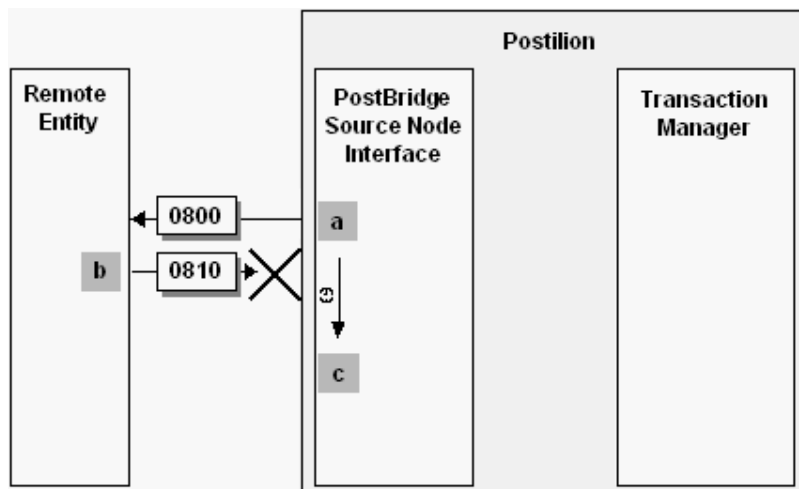 Postilion
Remote
Entity
PostBridge
Source Node
Interface
Transaction
Manager
0800
a
b
0810
c